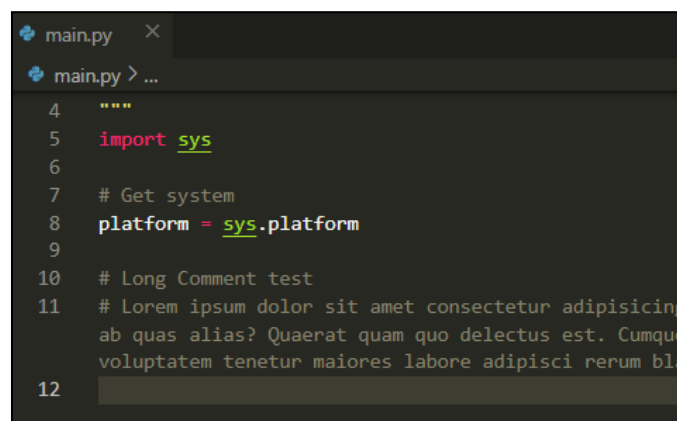 main.py ×
main.py > ...
4 """
5 import sys
6
7 # Get system
8 platform = sys.platform
9
10 # Long Comment test
11 # Lorem ipsum dolor sit amet consectetur adipisicing
ab quas alias? Quaerat quam quo delectus est. Cumque
voluptatem tenetur maiores labore adipisci rerum
12